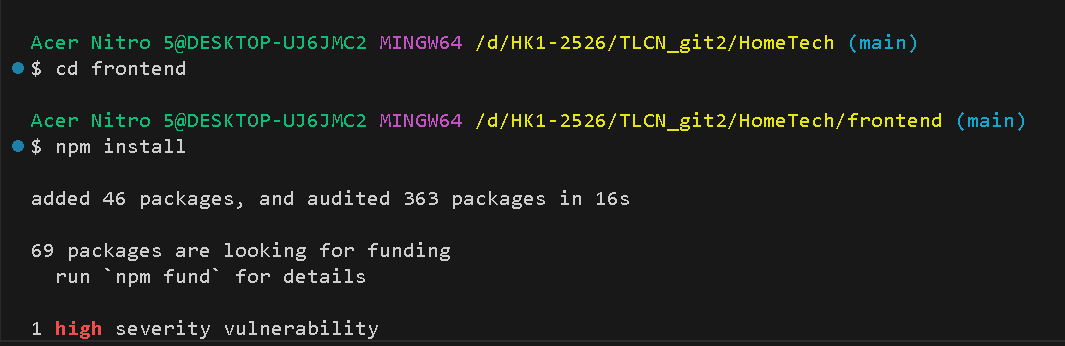 Acer Nitro 5@DESKTOP-UJ6JMC2 MINGW64 /d/HK1-2526/TLCN_git2/HomeTech (main)
$ cd frontend
Acer Nitro 5@DESKTOP-UJ6JMC2 MINGW64 /d/HK1-2526/TLCN_git2/HomeTech/frontend (main)
$ npm install
added 46 packages, and audited 363 packages in 16s
69 packages are looking for funding
  run `npm fund` for details
1 high severity vulnerability